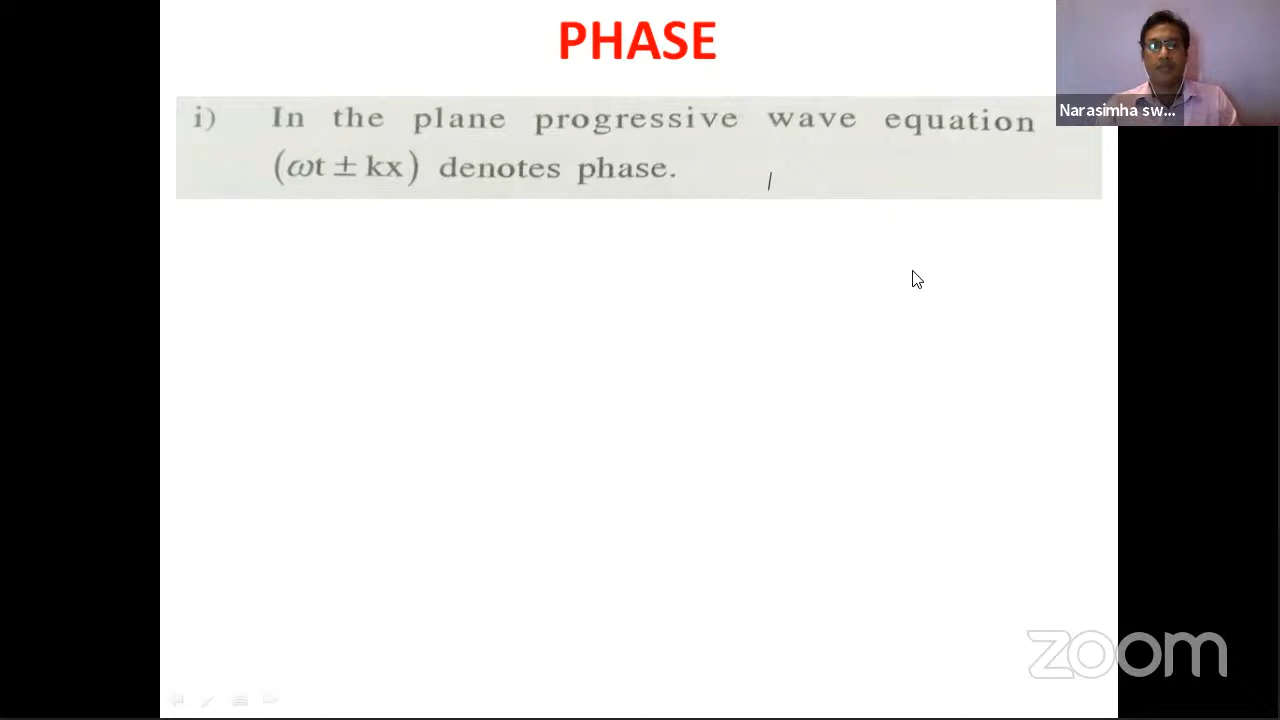 PHASE
i) In the plane progressive wave equation
(ωt ± kx) denotes phase.
Narasimha sw...
zoom